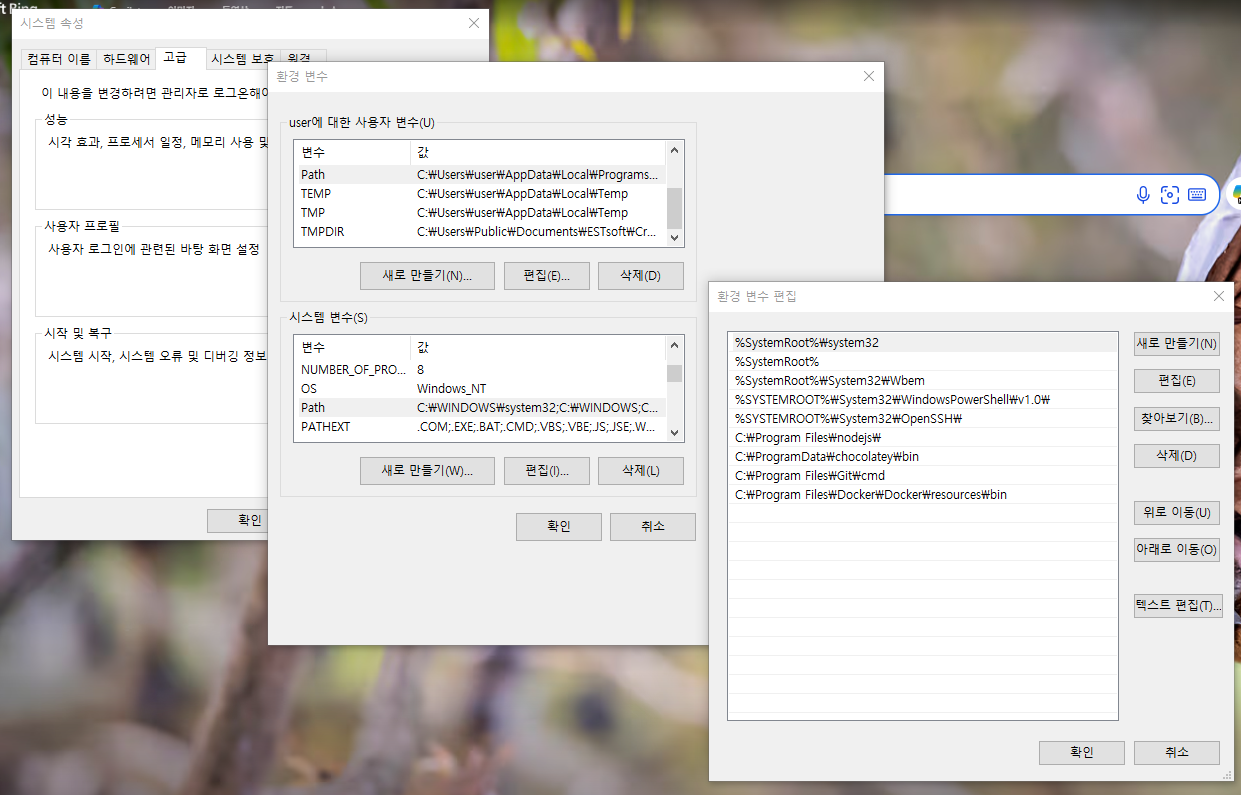 ft Ring
시스템 속성
컴퓨터 이름
하드웨어
고급
시스템 보호
원격
이 내용을 변경하려면 관리자로 로그온해야
성능
시각 효과, 프로세서 일정, 메모리 사용 및
사용자 프로필
사용자 로그인에 관련된 바탕 화면 설정
시작 및 복구
시스템 시작, 시스템 오류 및 디버깅 정보
확인
환경 변수
user에 대한 사용자 변수(U)
변수 값
Path C:₩Users₩user₩AppData₩Local₩Programs...
TEMP C:₩Users₩user₩AppData₩Local₩Temp
TMP C:₩Users₩user₩AppData₩Local₩Temp
TMPDIR C:₩Users₩Public₩Documents₩ESTsoft₩Cr...
새로 만들기(N)... 편집(E)... 삭제(D)
시스템 변수(S)
변수 값
NUMBER_OF_PRO... 8
OS Windows_NT
Path C:₩WINDOWS₩system32;C:₩WINDOWS;C...
PATHEXT .COM;.EXE;.BAT;.CMD;.VBS;.VBE;.JS;.JSE;.W...
새로 만들기(W)... 편집(I)... 삭제(L)
확인 취소
환경 변수 편집
%SystemRoot%₩system32
%SystemRoot%
%SystemRoot%₩System32₩Wbem
%SYSTEMROOT%₩System32₩WindowsPowerShell₩v1.0₩
%SYSTEMROOT%₩System32₩OpenSSH₩
C:₩Program Files₩nodejs₩
C:₩ProgramData₩chocolatey₩bin
C:₩Program Files₩Git₩cmd
C:₩Program Files₩Docker₩Docker₩resources₩bin
새로 만들기(N)
편집(E)
찾아보기(B)...
삭제(D)
위로 이동(U)
아래로 이동(O)
텍스트 편집(T)...
확인 취소